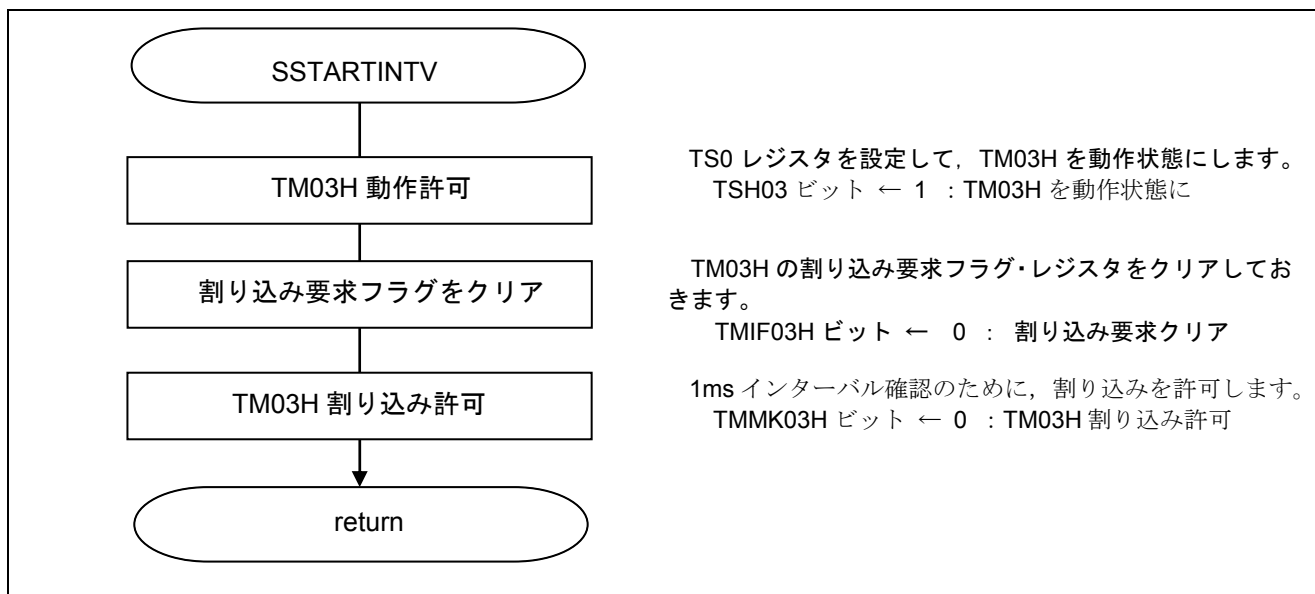 SSTARTINTV
TM03H 動作許可
TS0 レジスタを設定して，TM03H を動作状態にします。
TSH03 ビット ← 1 ：TM03H を動作状態に
割り込み要求フラグをクリア
TM03H の割り込み要求フラグ・レジスタをクリアしてお
きます。
TMIF03H ビット ← 0 ： 割り込み要求クリア
TM03H 割り込み許可
1ms インターバル確認のために，割り込みを許可します。
TMMK03H ビット ← 0 ：TM03H 割り込み許可
return